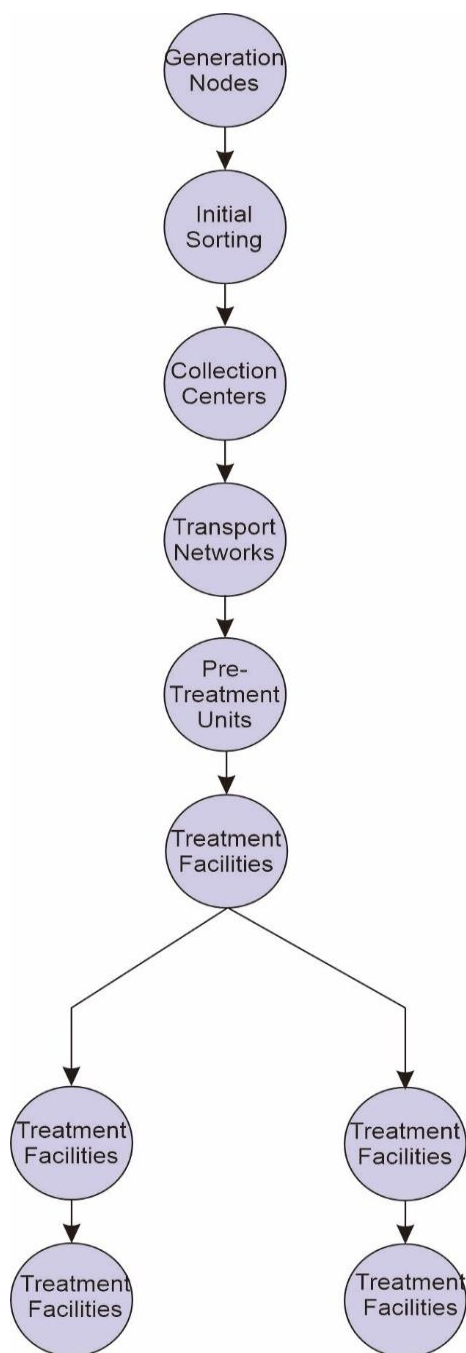 Generation
Nodes
Initial
Sorting
Collection
Centers
Transport
Networks
Pre-
Treatment
Units
Treatment
Facilities
Treatment
Facilities
Treatment
Facilities
Treatment
Facilities
Treatment
Facilities